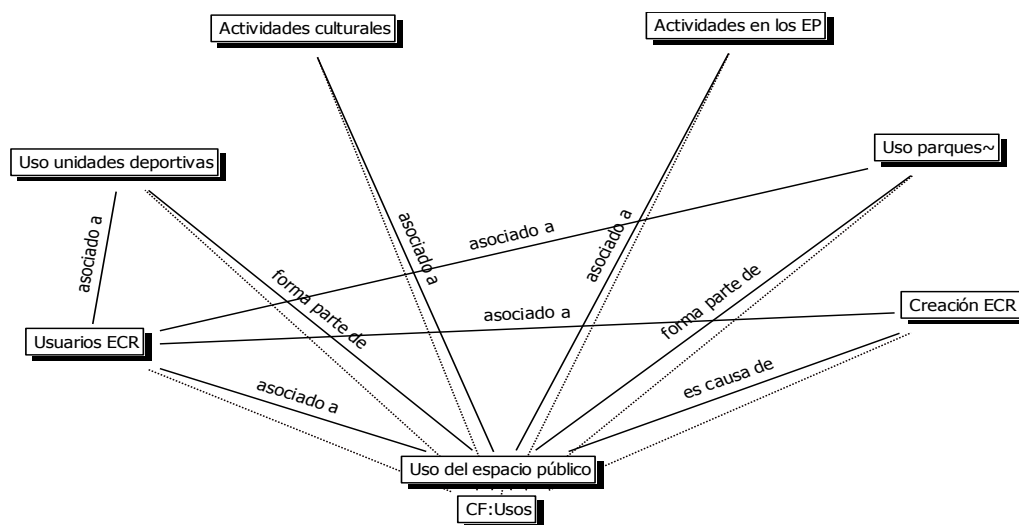 Actividades culturales
Actividades en los EP
Uso unidades deportivas
Uso parques~
asociado a
asociado a
asociado a
asociado a
forma parte de
forma parte de
Creación ECR
asociado a
Usuarios ECR
asociado a
es causa de
Uso del espacio público
CF:Usos